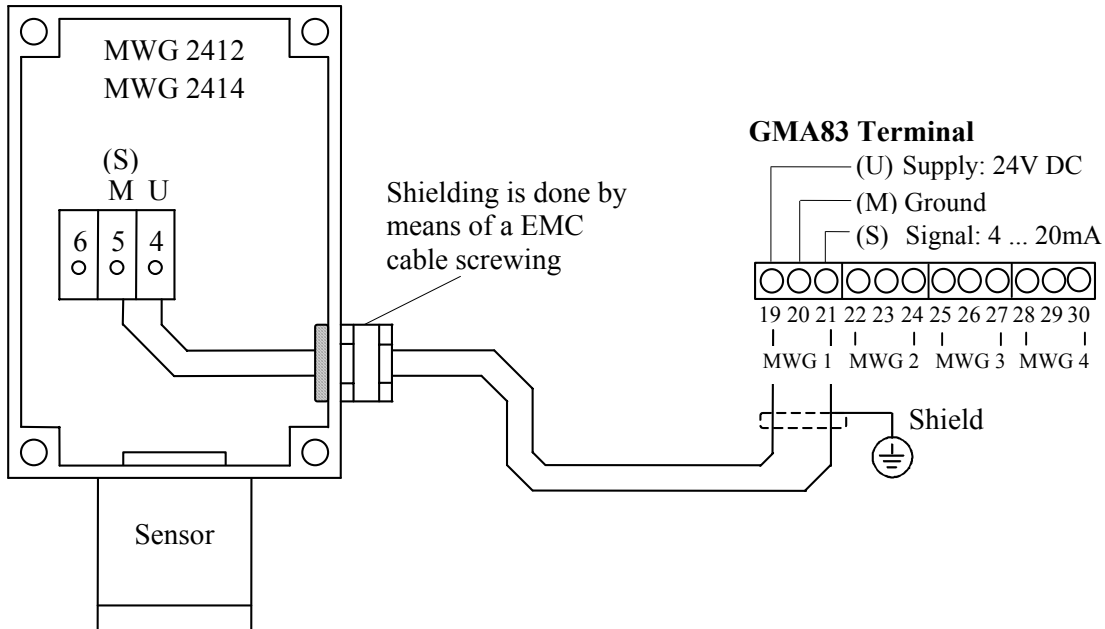 MWG 2412
MWG 2414
(S)
M U
6 5 4
Shielding is done by
means of a EMC
cable screwing
Sensor
GMA83 Terminal
(U) Supply: 24V DC
(M) Ground
(S) Signal: 4 ... 20mA
19 20 21 22 23 24 25 26 27 28 29 30
MWG 1 MWG 2 MWG 3 MWG 4
Shield